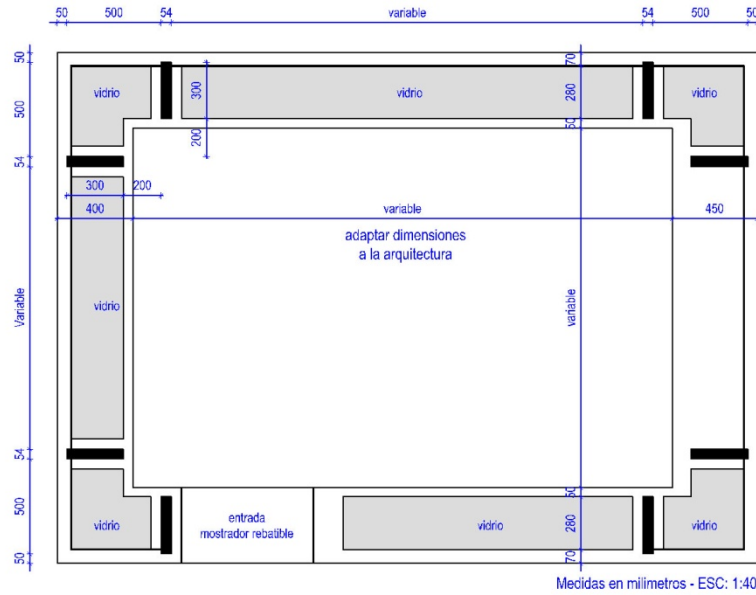 50 500 54 variable 54 500 50
50
70
vidrio
vidrio
vidrio
300
280
500
200
50
54
300 200
400
variable
450
adaptar dimensiones
a la arquitectura
Variable
vidrio
variable
54
50
500
vidrio
entrada
mostrador rebatible
vidrio
280
vidrio
50
70
Medidas en milimetros - ESC: 1:40